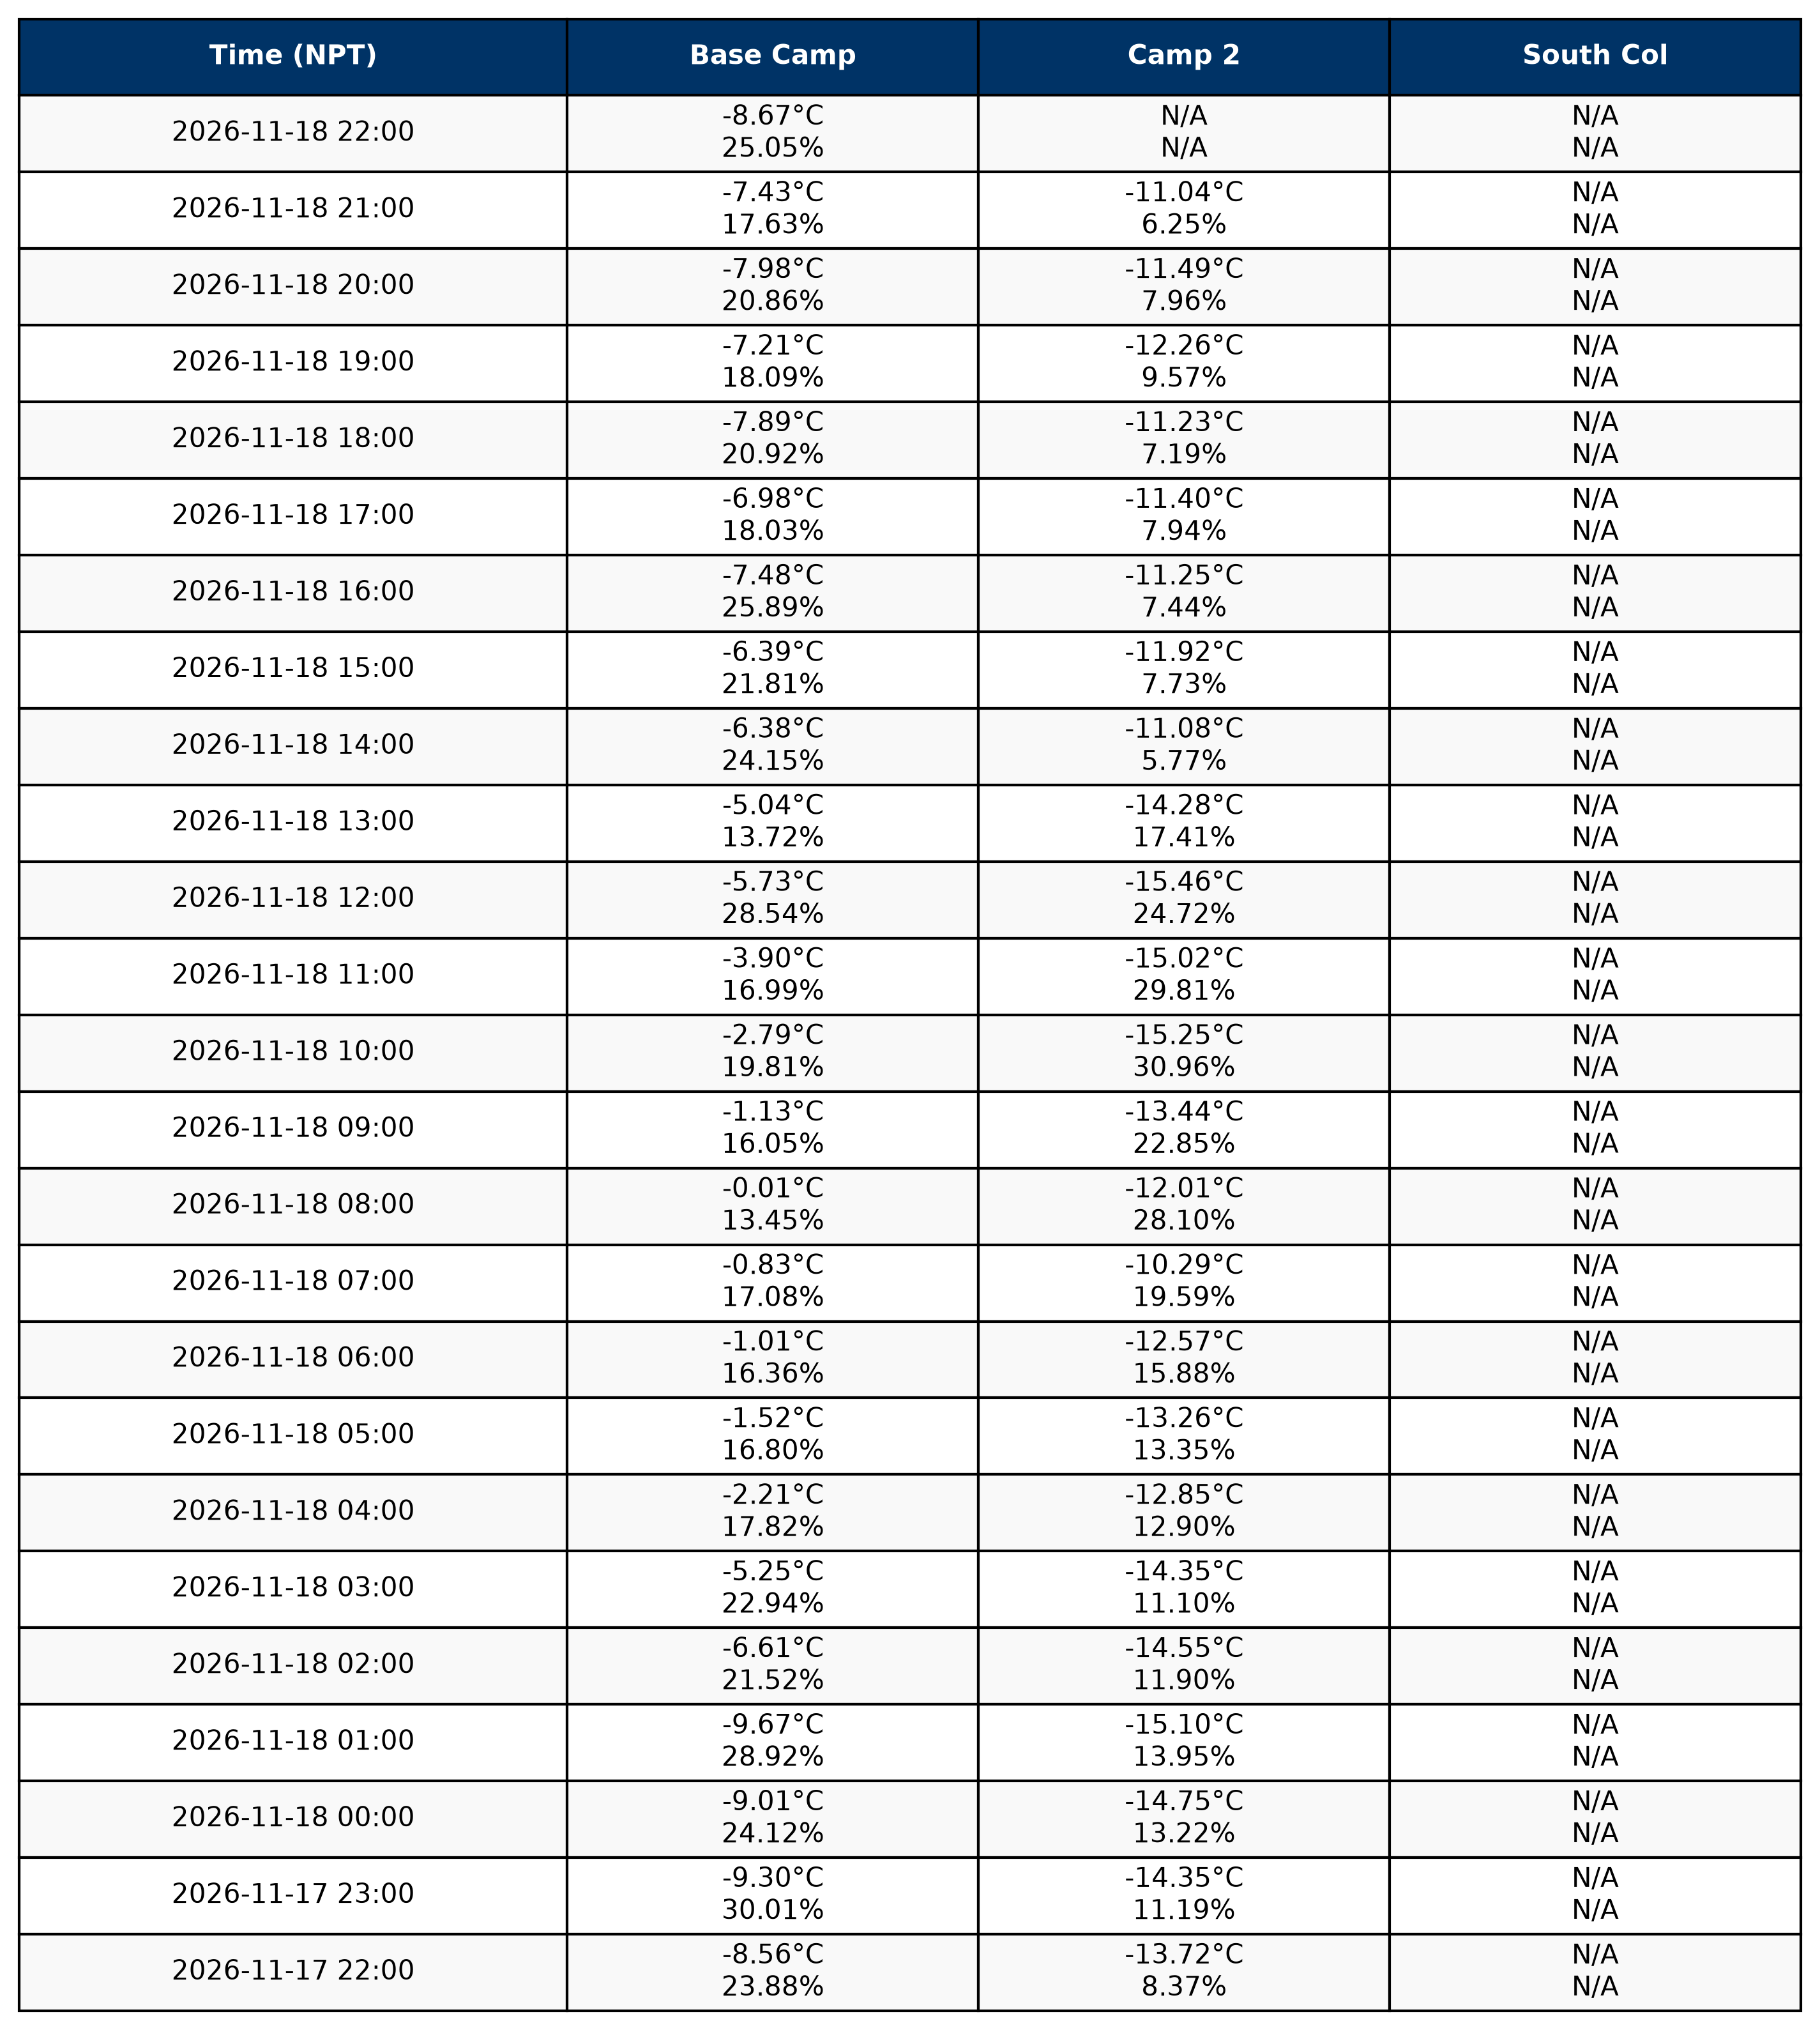 Time (NPT) Base Camp Camp 2 South Col
2026-11-18 22:00 -8.67°C N/A N/A
25.05% N/A N/A
2026-11-18 21:00 -7.43°C -11.04°C N/A
17.63% 6.25% N/A
2026-11-18 20:00 -7.98°C -11.49°C N/A
20.86% 7.96% N/A
2026-11-18 19:00 -7.21°C -12.26°C N/A
18.09% 9.57% N/A
2026-11-18 18:00 -7.89°C -11.23°C N/A
20.92% 7.19% N/A
2026-11-18 17:00 -6.98°C -11.40°C N/A
18.03% 7.94% N/A
2026-11-18 16:00 -7.48°C -11.25°C N/A
25.89% 7.44% N/A
2026-11-18 15:00 -6.39°C -11.92°C N/A
21.81% 7.73% N/A
2026-11-18 14:00 -6.38°C -11.08°C N/A
24.15% 5.77% N/A
2026-11-18 13:00 -5.04°C -14.28°C N/A
13.72% 17.41% N/A
2026-11-18 12:00 -5.73°C -15.46°C N/A
28.54% 24.72% N/A
2026-11-18 11:00 -3.90°C -15.02°C N/A
16.99% 29.81% N/A
2026-11-18 10:00 -2.79°C -15.25°C N/A
19.81% 30.96% N/A
2026-11-18 09:00 -1.13°C -13.44°C N/A
16.05% 22.85% N/A
2026-11-18 08:00 -0.01°C -12.01°C N/A
13.45% 28.10% N/A
2026-11-18 07:00 -0.83°C -10.29°C N/A
17.08% 19.59% N/A
2026-11-18 06:00 -1.01°C -12.57°C N/A
16.36% 15.88% N/A
2026-11-18 05:00 -1.52°C -13.26°C N/A
16.80% 13.35% N/A
2026-11-18 04:00 -2.21°C -12.85°C N/A
17.82% 12.90% N/A
2026-11-18 03:00 -5.25°C -14.35°C N/A
22.94% 11.10% N/A
2026-11-18 02:00 -6.61°C -14.55°C N/A
21.52% 11.90% N/A
2026-11-18 01:00 -9.67°C -15.10°C N/A
28.92% 13.95% N/A
2026-11-18 00:00 -9.01°C -14.75°C N/A
24.12% 13.22% N/A
2026-11-17 23:00 -9.30°C -14.35°C N/A
30.01% 11.19% N/A
2026-11-17 22:00 -8.56°C -13.72°C N/A
23.88% 8.37% N/A